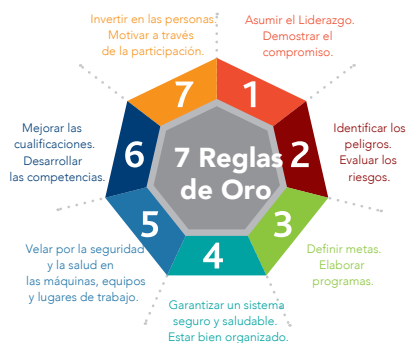 Invertir en las personas.
Motivar a través
de la participación.
Asumir el Liderazgo.
Demostrar el
compromiso.
7
1
Mejorar las
cualificaciones.
Desarrollar
las competencias.
6
7 Reglas
de Oro
2
Identificar los
peligros.
Evaluar los
riesgos.
5
3
4
Velar por la seguridad
y la salud en
las máquinas, equipos
y lugares de trabajo.
Definir metas.
Elaborar
programas.
Garantizar un sistema
seguro y saludable.
Estar bien organizado.